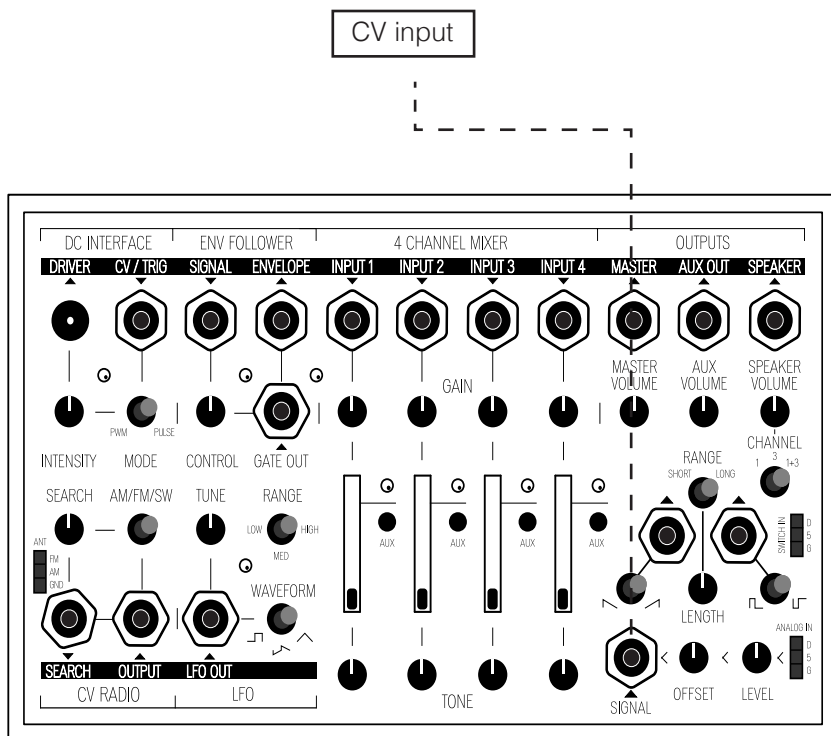 CV input
DC INTERFACE ENV FOLLOWER 4 CHANNEL MIXER OUTPUTS
DRIVER CV / TRIG SIGNAL ENVELOPE INPUT 1 INPUT 2 INPUT 3 INPUT 4 MASTER AUX OUT SPEAKER
GAIN
MASTER VOLUME
AUX VOLUME
SPEAKER VOLUME
PWM PULSE
INTENSITY MODE CONTROL GATE OUT
CHANNEL
1 3 1+3
RANGE
SHORT LONG
SEARCH AM/FM/SW TUNE RANGE
LOW MED HIGH
AUX AUX AUX AUX
SWITCH IN
D
5
G
ANT
FM
AM
GND
WAVEFORM
LENGTH
ANALOG IN
D
5
G
SEARCH OUTPUT LFO OUT
CV RADIO LFO
TONE
SIGNAL OFFSET LEVEL